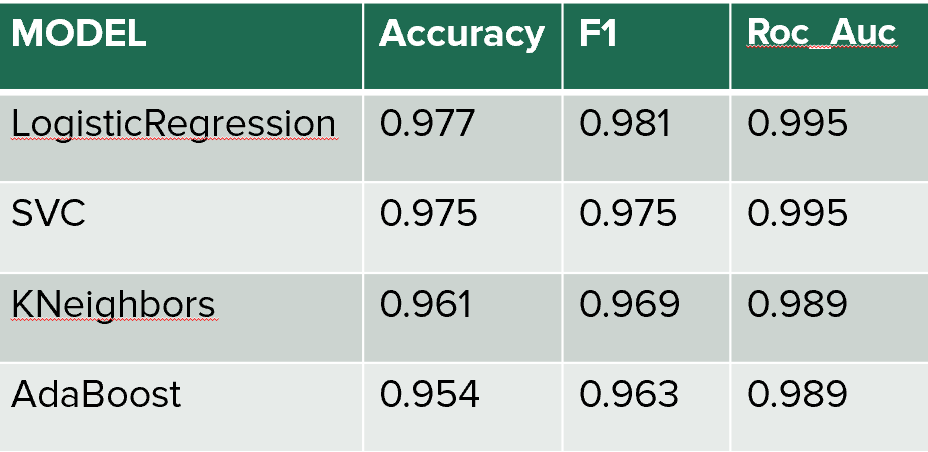 MODEL Accuracy F1 Roc_Auc
LogisticRegression 0.977 0.981 0.995
SVC 0.975 0.975 0.995
KNeighbors 0.961 0.969 0.989
AdaBoost 0.954 0.963 0.989